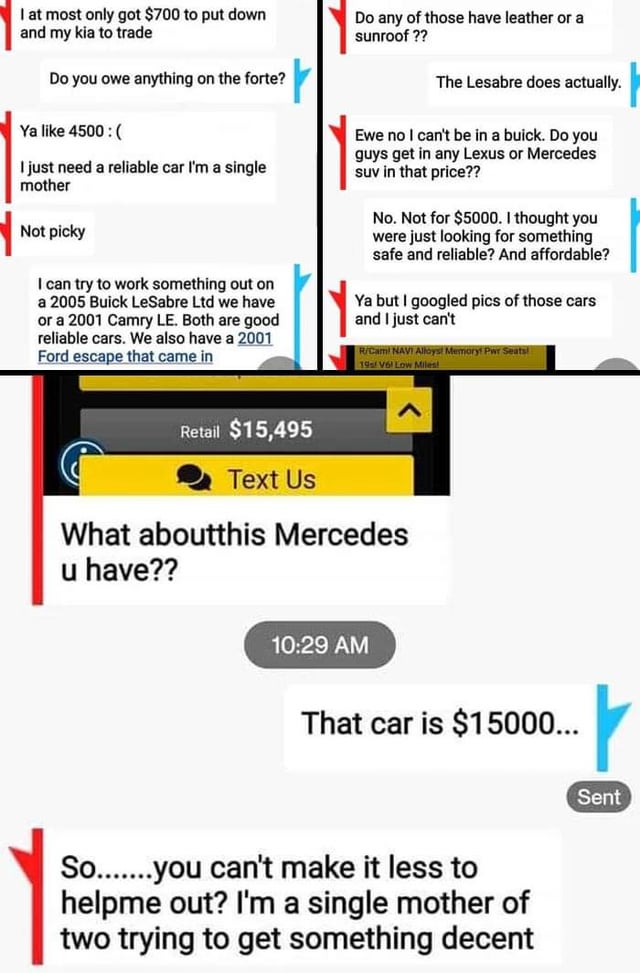 I at most only got $700 to put down
and my kia to trade
Do you owe anything on the forte?
Ya like 4500 : (
I just need a reliable car I'm a single
mother
Not picky
I can try to work something out on
a 2005 Buick LeSabre Ltd we have
or a 2001 Camry LE. Both are good
reliable cars. We also have a 2001
Ford escape that came in
Do any of those have leather or a
sunroof ??
The Lesabre does actually.
Ewe no I can't be in a buick. Do you
guys get in any Lexus or Mercedes
suv in that price??
No. Not for $5000. I thought you
were just looking for something
safe and reliable? And affordable?
Ya but I googled pics of those cars
and I just can't
R/Cam! NAV! Alloys! Memory! Pwr Seats!
19s! V6! Low Miles!
Retail $15,495
Text Us
What aboutthis Mercedes
u have??
10:29 AM
That car is $15000...
Sent
So.......you can't make it less to
helpme out? I'm a single mother of
two trying to get something decent